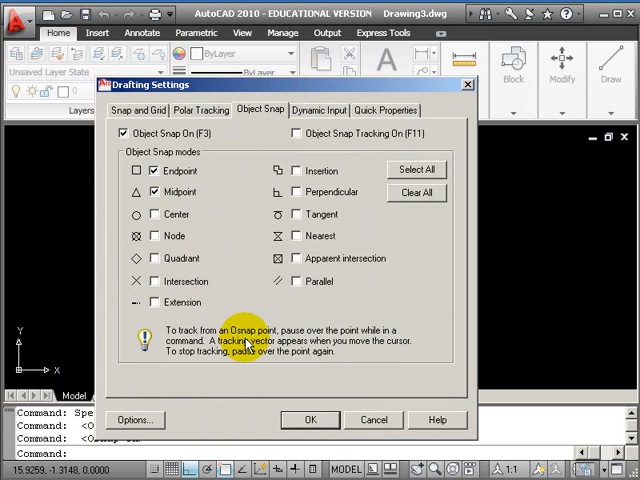 AutoCAD 2010 - EDUCATIONAL VERSION Drawing3.dwg
Home Insert Annotate Parametric View Manage Output
ByLayer
Unsaved Layer State
ByLayer
Layers
Block Modify Draw
Drafting Settings
Snap and Grid Polar Tracking Object Snap Dynamic Input Quick Properties
Object Snap On (F3) Object Snap Tracking On (F11)
Object Snap modes
Endpoint Insertion Select All
Midpoint Perpendicular Clear All
Center Tangent
Node Nearest
Quadrant Apparent intersection
Intersection Parallel
Extension
To track from an Osnap point, pause over the point while in a
command. A tracking vector appears when you move the cursor.
To stop tracking, pause over the point again.
Options... OK Cancel Help
Y
X
Model
Command: Spe
Command: <O
Command: <Osnap on>
Command:
15.9259, -1.3148, 0.0000 MODEL 1:1